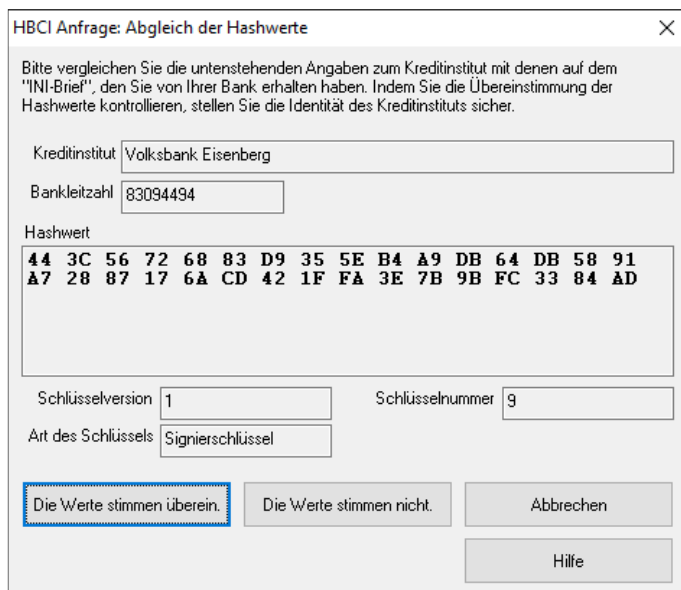 HBCI Anfrage: Abgleich der Hashwerte
Bitte vergleichen Sie die untenstehenden Angaben zum Kreditinstitut mit denen auf dem
"INI-Brief", den Sie von Ihrer Bank erhalten haben. Indem Sie die Übereinstimmung der
Hashwerte kontrollieren, stellen Sie die Identität des Kreditinstituts sicher.
Kreditinstitut Volksbank Eisenberg
Bankleitzahl 83094494
Hashwert
44 3C 56 72 68 83 D9 35 5E B4 A9 DB 64 DB 58 91
A7 28 87 17 6A CD 42 1F FA 3E 7B 9B FC 33 84 AD
Schlüsselversion 1 Schlüsselnummer 9
Art des Schlüssels Signierschlüssel
Die Werte stimmen überein. Die Werte stimmen nicht. Abbrechen
Hilfe